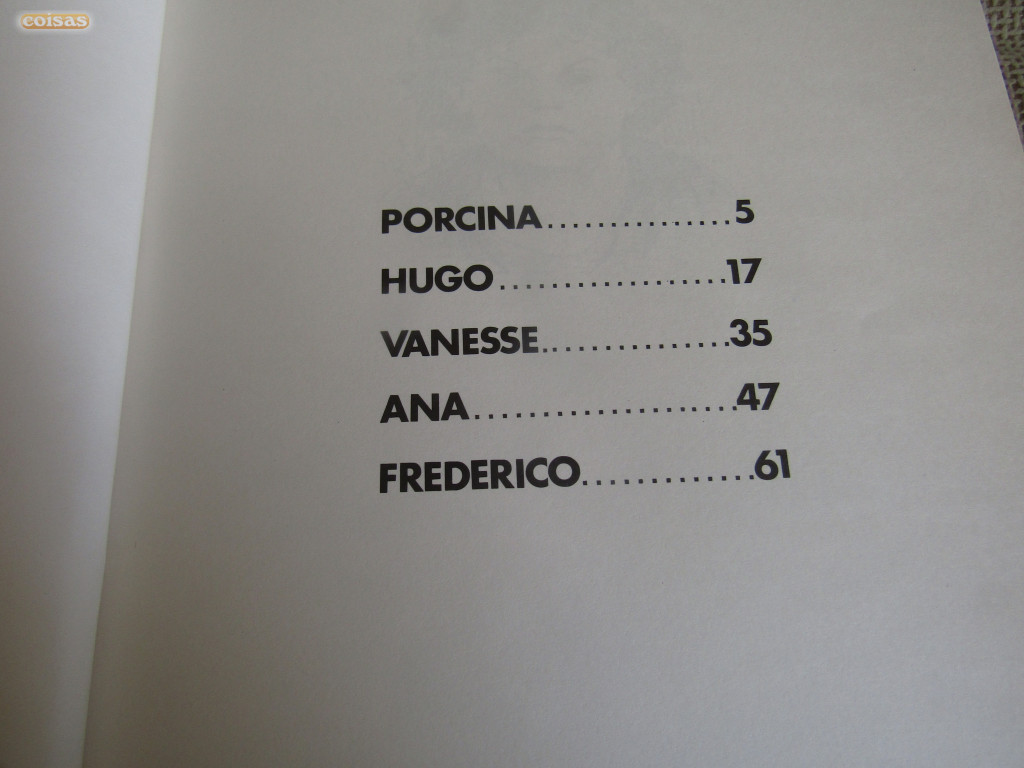 coisas
PORCINA...............5
HUGO..................17
VANESSE...............35
ANA.....................47
FREDERICO.............61